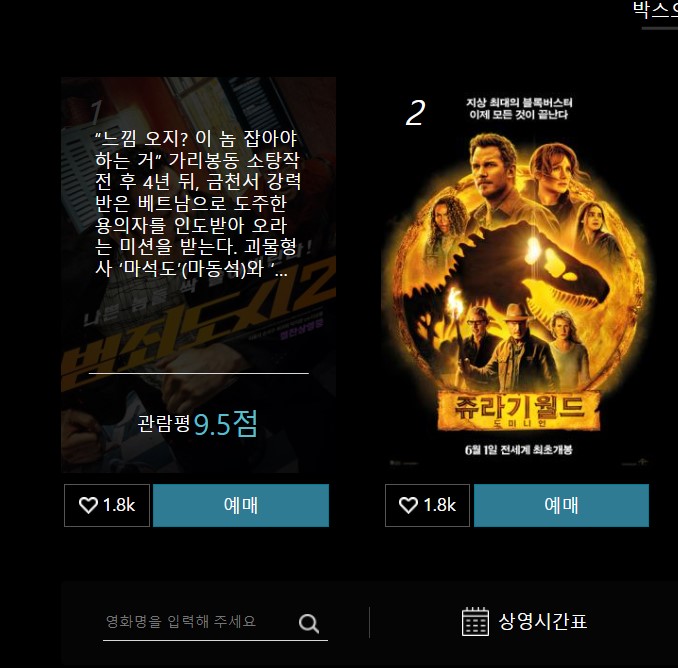 박스오
1
“느낌 오지? 이 놈 잡아야
하는 거” 가리봉동 소탕작
전 후 4년 뒤, 금천서 강력
반은 베트남으로 도주한
용의자를 인도받아 오라
는 미션을 받는다. 괴물형
사 ‘마석도’(마동석)와 ‘...
나쁜 놈들 싹
범죄도시2
관람평 9.5점
1.8k 예매
2
지상 최대의 블록버스터
이제 모든 것이 끝난다
쥬라기월드
도미니언
6월 1일 전세계 최초개봉
1.8k 예매
영화명을 입력해 주세요
상영시간표